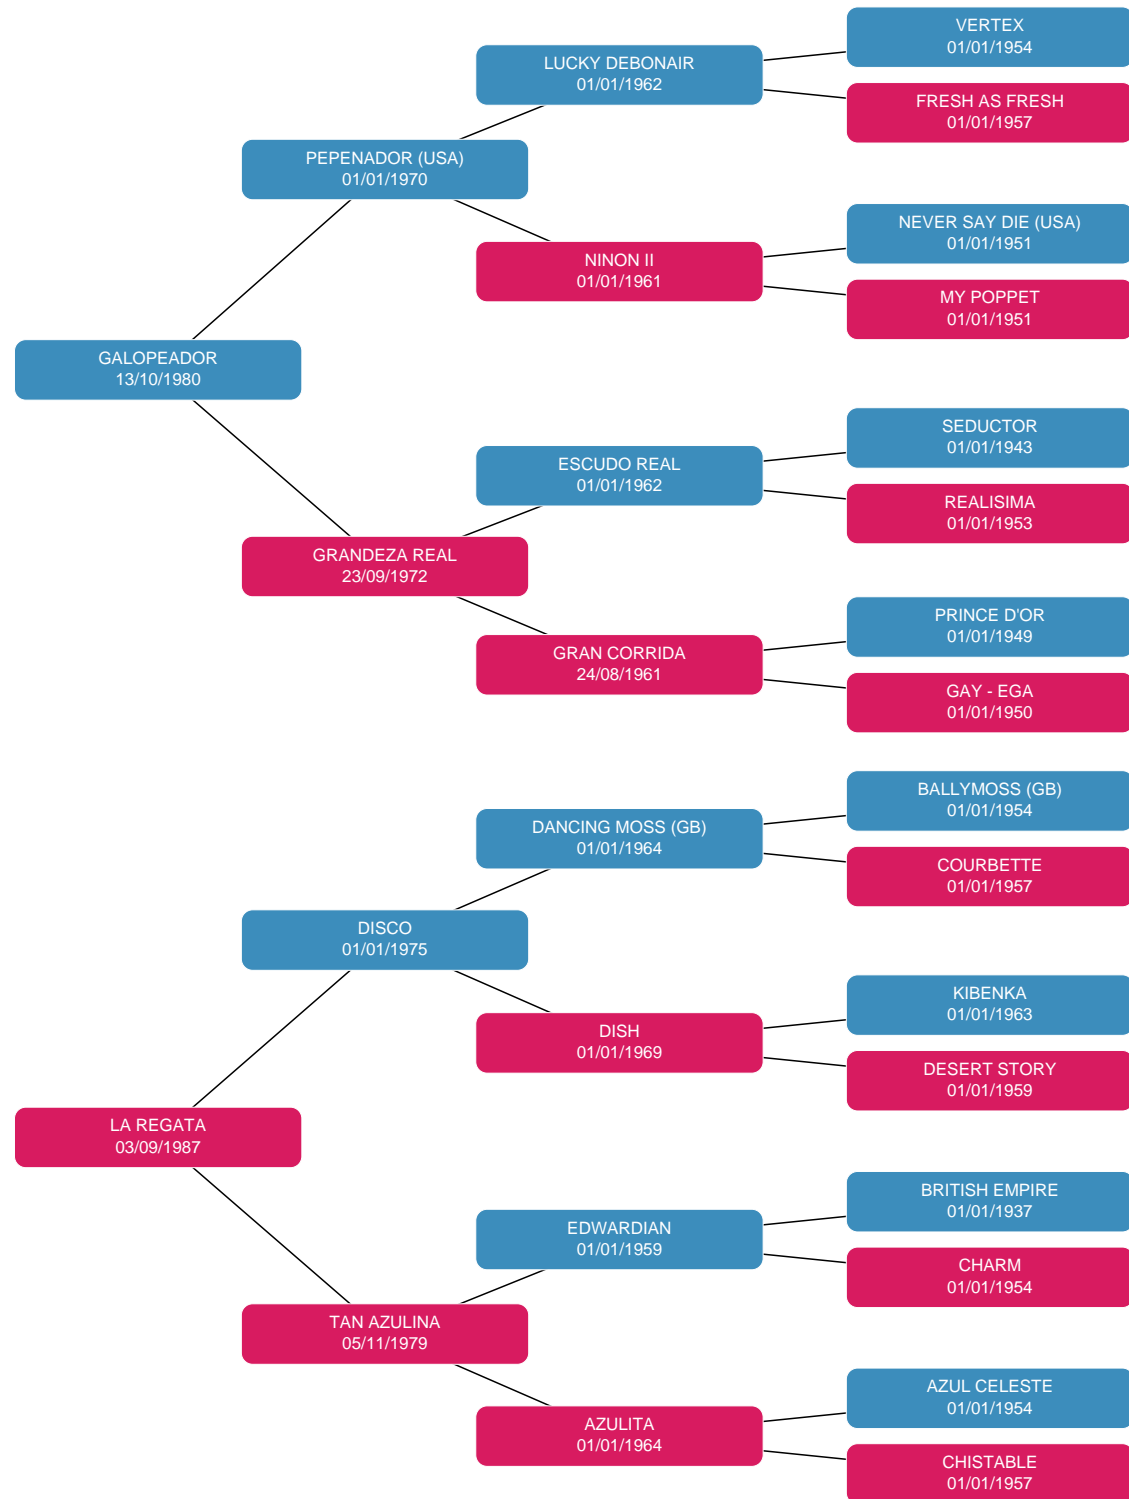 VERTEX
01/01/1954
LUCKY DEBONAIR
01/01/1962
FRESH AS FRESH
01/01/1957
PEPENADOR (USA)
01/01/1970
NEVER SAY DIE (USA)
01/01/1951
NINON II
01/01/1961
MY POPPET
01/01/1951
GALOPEADOR
13/10/1980
SEDUCTOR
01/01/1943
ESCUDO REAL
01/01/1962
REALISIMA
01/01/1953
GRANDEZA REAL
23/09/1972
PRINCE D'OR
01/01/1949
GRAN CORRIDA
24/08/1961
GAY - EGA
01/01/1950
BALLYMOSS (GB)
01/01/1954
DANCING MOSS (GB)
01/01/1964
COURBETTE
01/01/1957
DISCO
01/01/1975
KIBENKA
01/01/1963
DISH
01/01/1969
DESERT STORY
01/01/1959
LA REGATA
03/09/1987
BRITISH EMPIRE
01/01/1937
EDWARDIAN
01/01/1959
CHARM
01/01/1954
TAN AZULINA
05/11/1979
AZUL CELESTE
01/01/1954
AZULITA
01/01/1964
CHISTABLE
01/01/1957